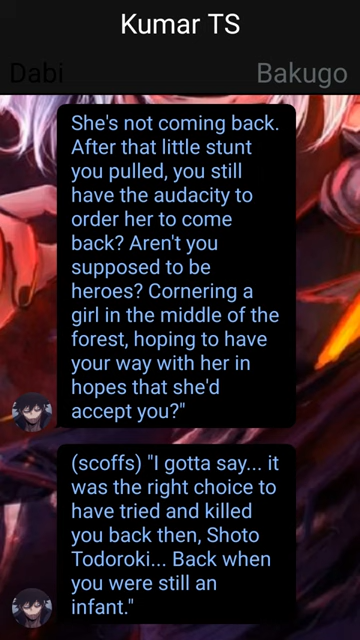 Kumar TS
Dabi
Bakugo
She's not coming back.
After that little stunt
you pulled, you still
have the audacity to
order her to come
back? Aren't you
supposed to be
heroes? Cornering a
girl in the middle of the
forest, hoping to have
your way with her in
hopes that she'd
accept you?"
(scoffs) "I gotta say... it
was the right choice to
have tried and killed
you back then, Shoto
Todoroki... Back when
you were still an
infant."